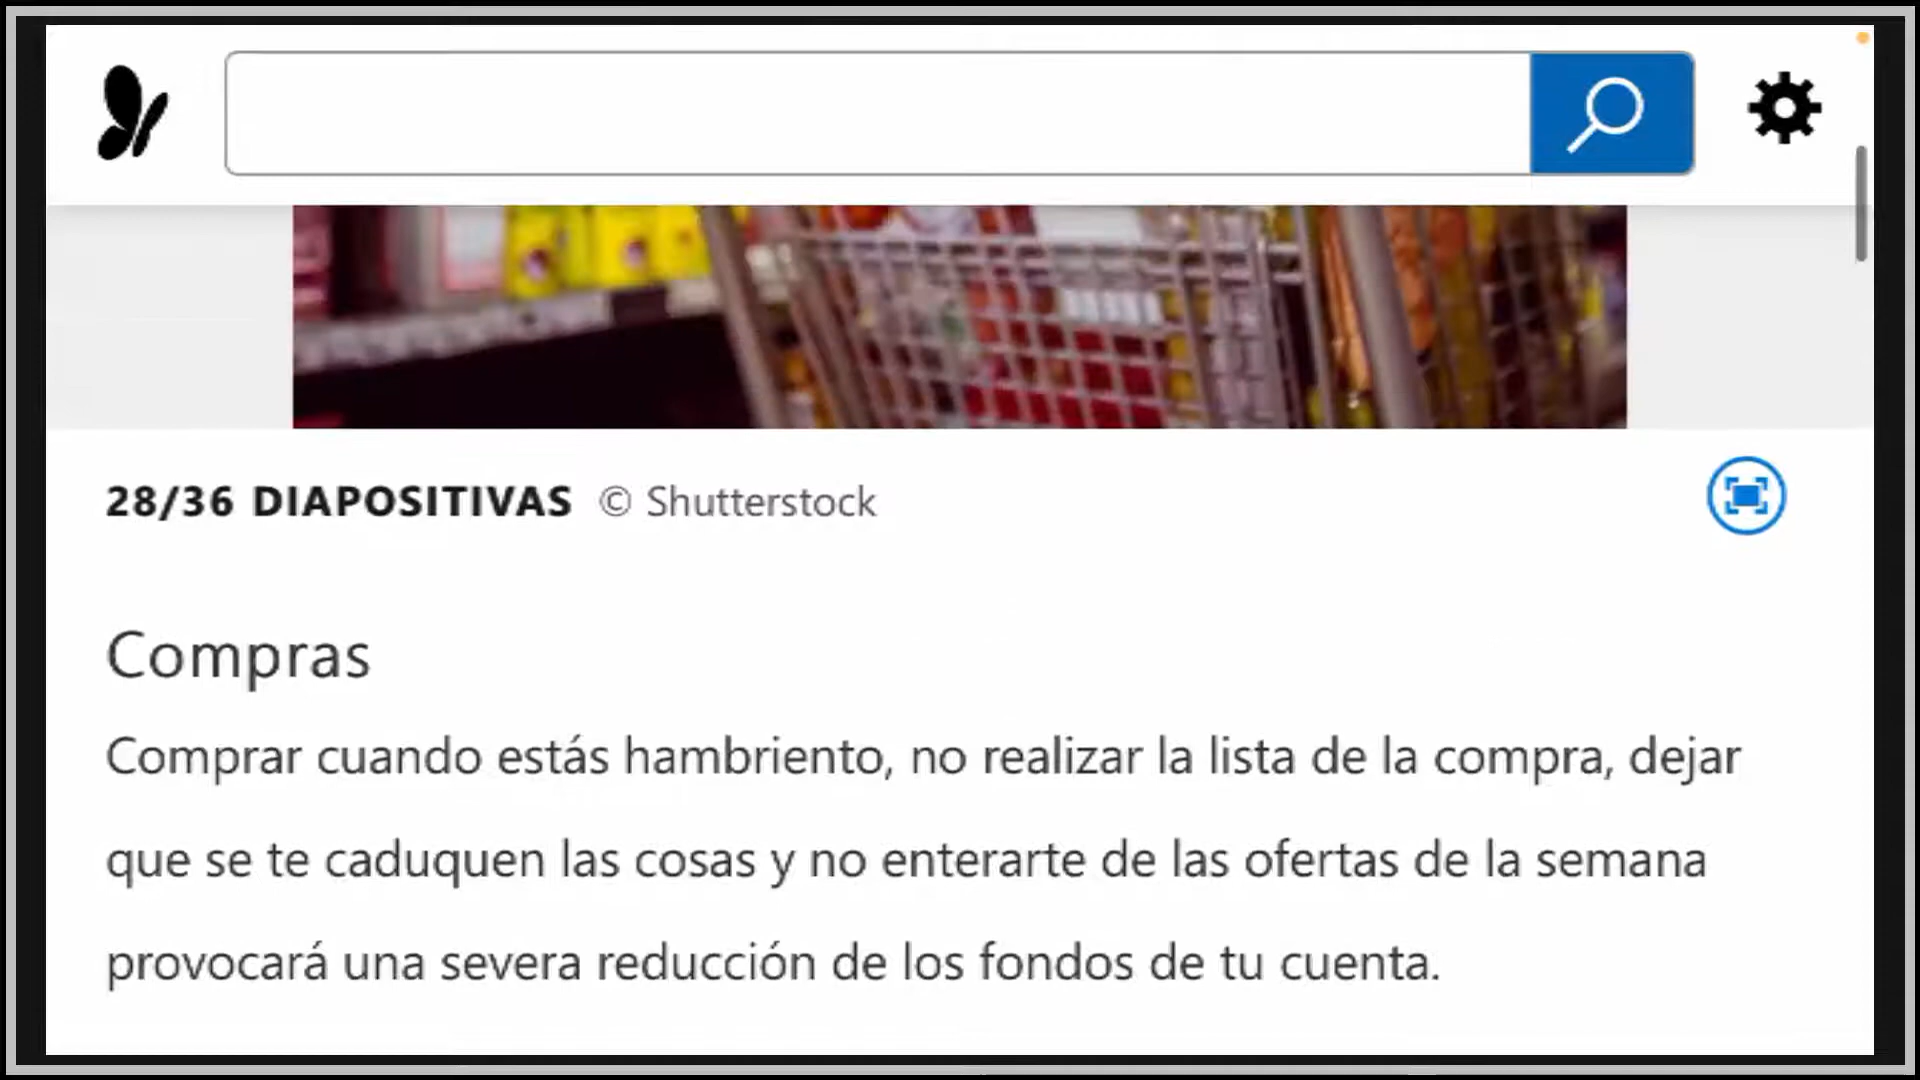 28/36 DIAPOSITIVAS © Shutterstock
Compras
Comprar cuando estás hambriento, no realizar la lista de la compra, dejar
que se te caduquen las cosas y no enterarte de las ofertas de la semana
provocará una severa reducción de los fondos de tu cuenta.